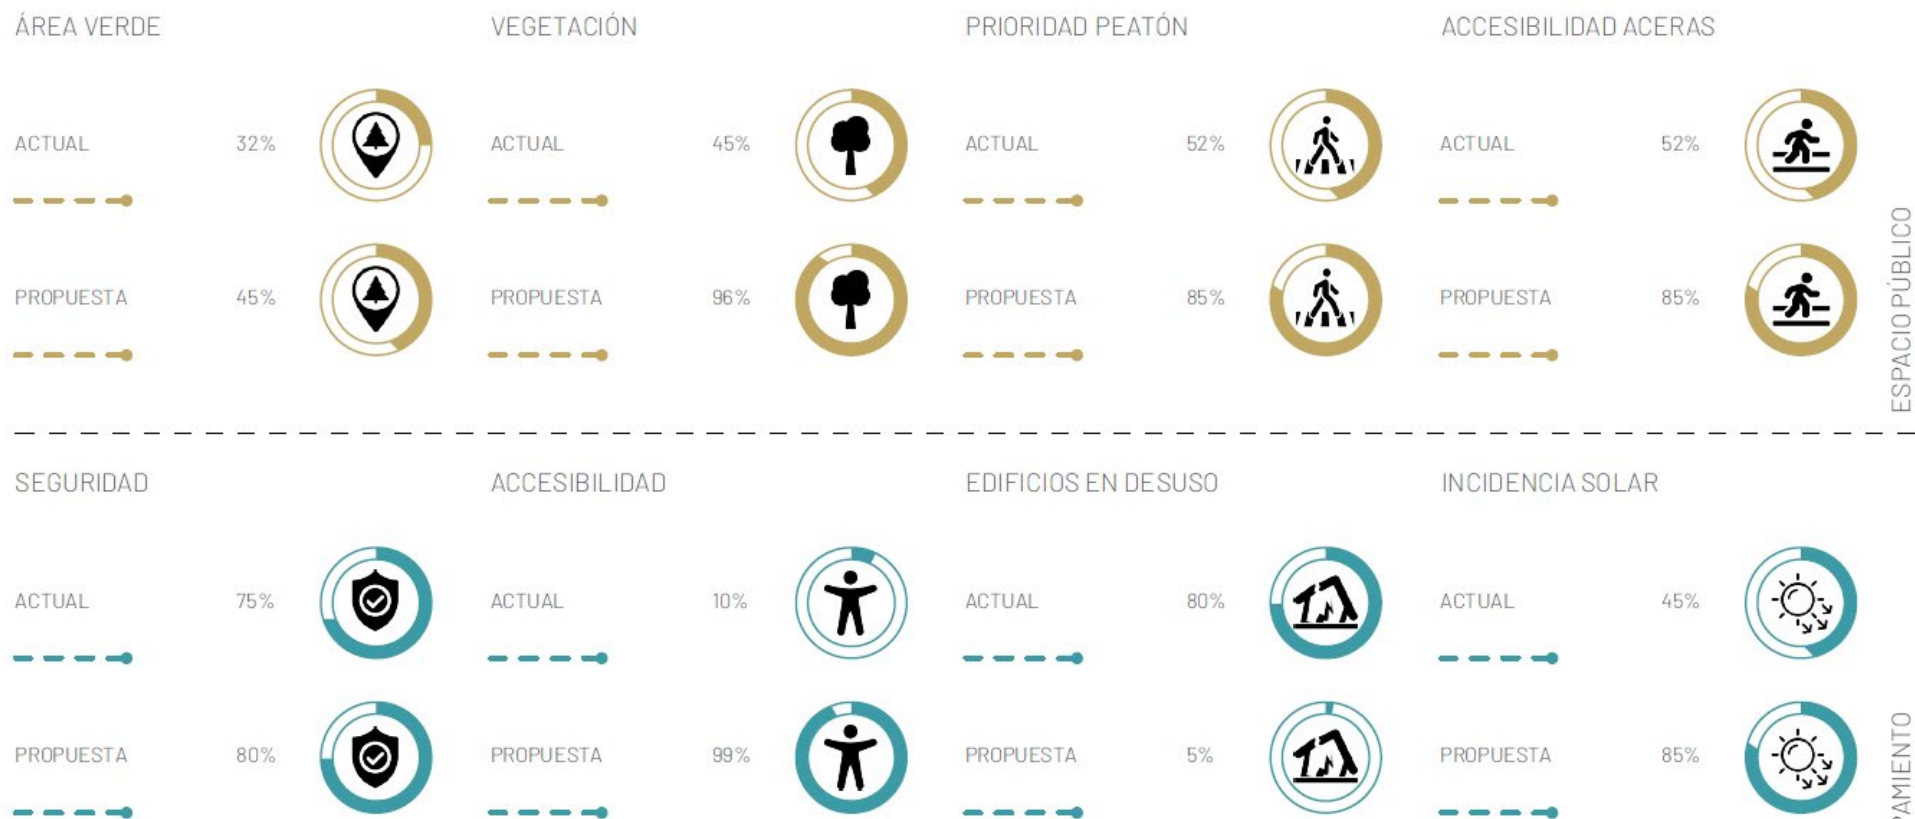 ÁREA VERDE
VEGETACIÓN
PRIORIDAD PEATÓN
ACCESIBILIDAD ACERAS
ACTUAL 32%
ACTUAL 45%
ACTUAL 52%
ACTUAL 52%
PROPUESTA 45%
PROPUESTA 96%
PROPUESTA 85%
PROPUESTA 85%
ESPACIO PÚBLICO
SEGURIDAD
ACCESIBILIDAD
EDIFICIOS EN DESUSO
INCIDENCIA SOLAR
ACTUAL 75%
ACTUAL 10%
ACTUAL 80%
ACTUAL 45%
PROPUESTA 80%
PROPUESTA 99%
PROPUESTA 5%
PROPUESTA 85%